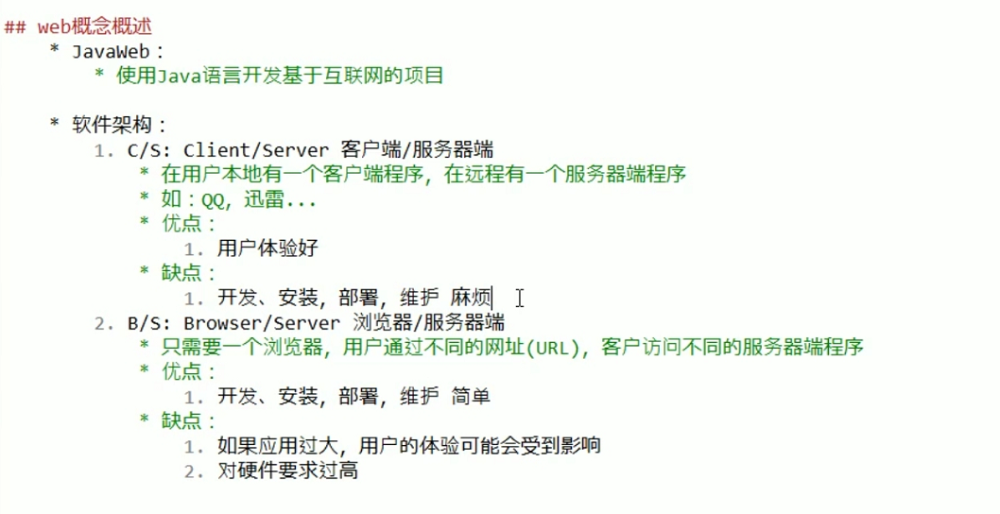 ## web概念概述
* JavaWeb：
* 使用Java语言开发基于互联网的项目
* 软件架构：
1. C/S: Client/Server 客户端/服务器端
* 在用户本地有一个客户端程序，在远程有一个服务器端程序
* 如：QQ，迅雷...
* 优点：
1. 用户体验好
* 缺点：
1. 开发、安装，部署，维护 麻烦
2. B/S: Browser/Server 浏览器/服务器端
* 只需要一个浏览器，用户通过不同的网址(URL)，客户访问不同的服务器端程序
* 优点：
1. 开发、安装，部署，维护 简单
* 缺点：
1. 如果应用过大，用户的体验可能会受到影响
2. 对硬件要求过高